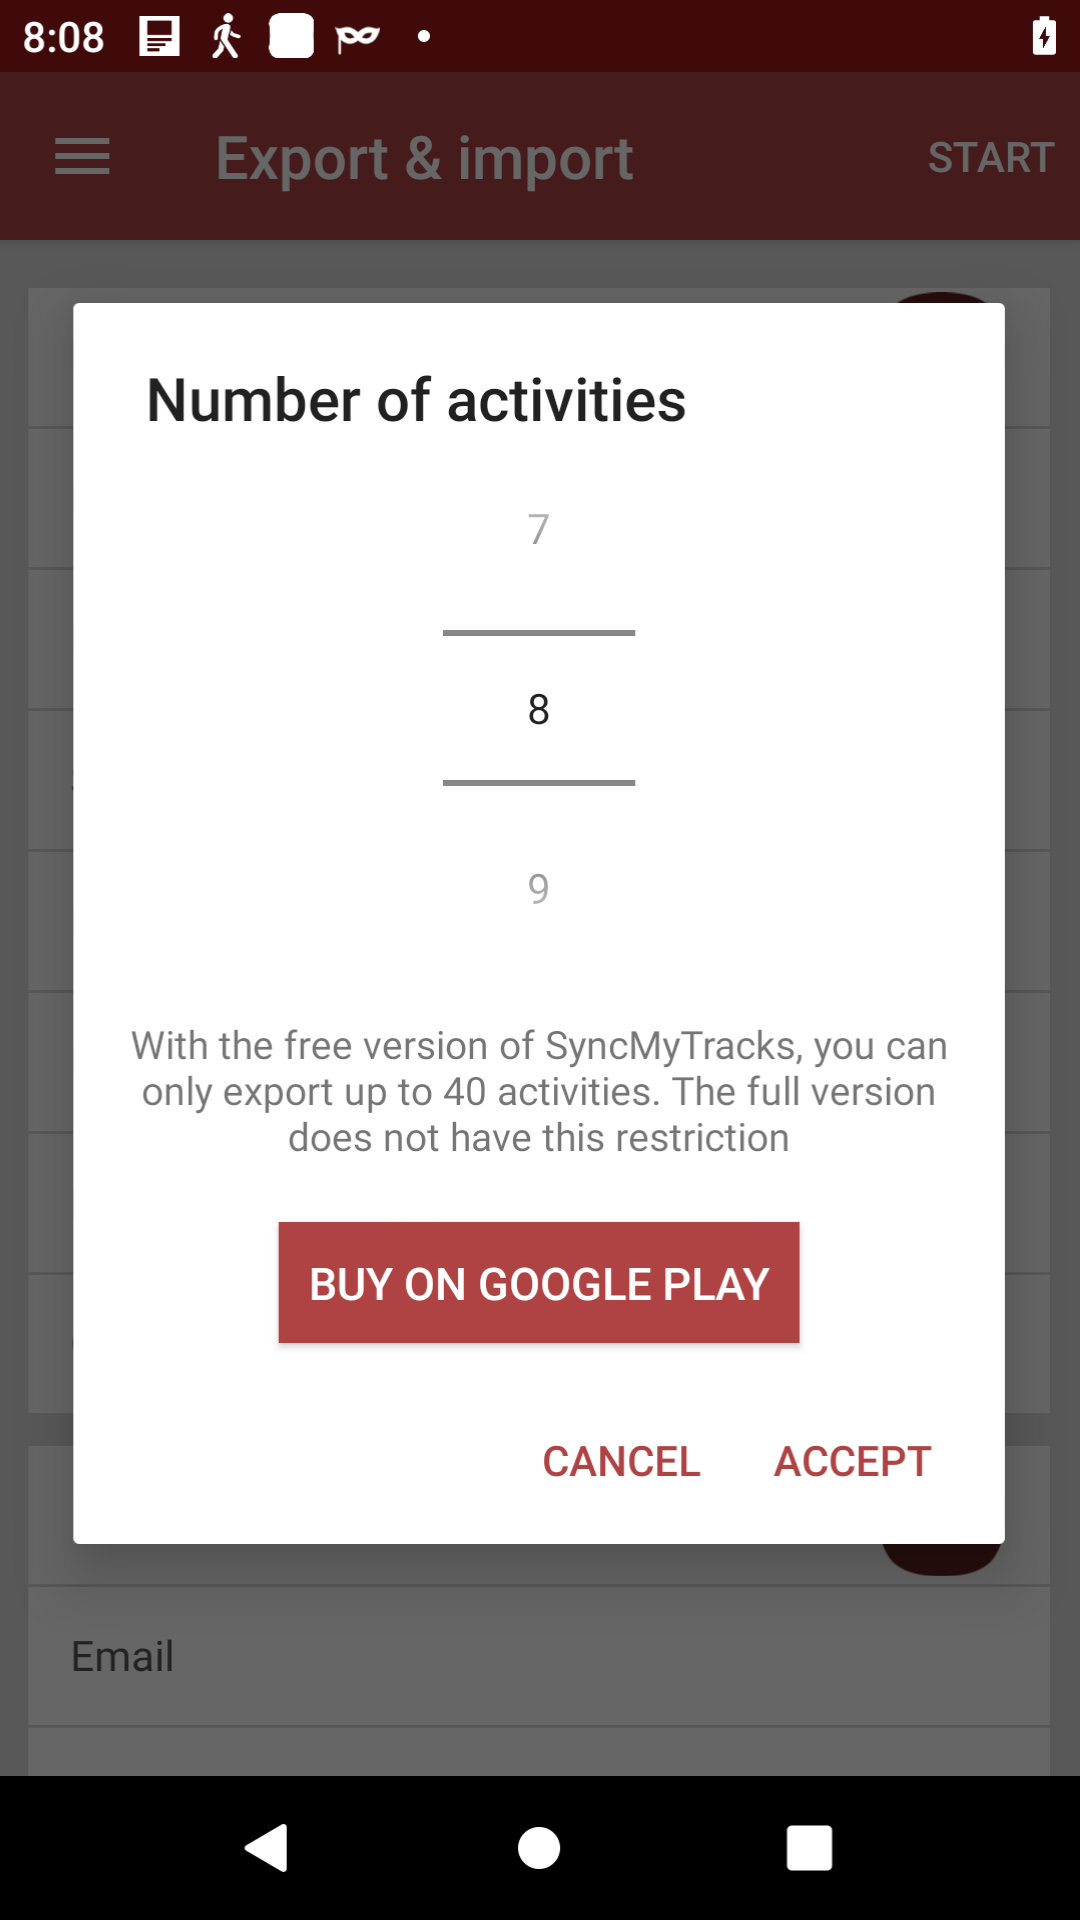 8:08
Export & import
START
Number of activities
7
8
9
With the free version of SyncMyTracks, you can
only export up to 40 activities. The full version
does not have this restriction
BUY ON GOOGLE PLAY
CANCEL
ACCEPT
Email